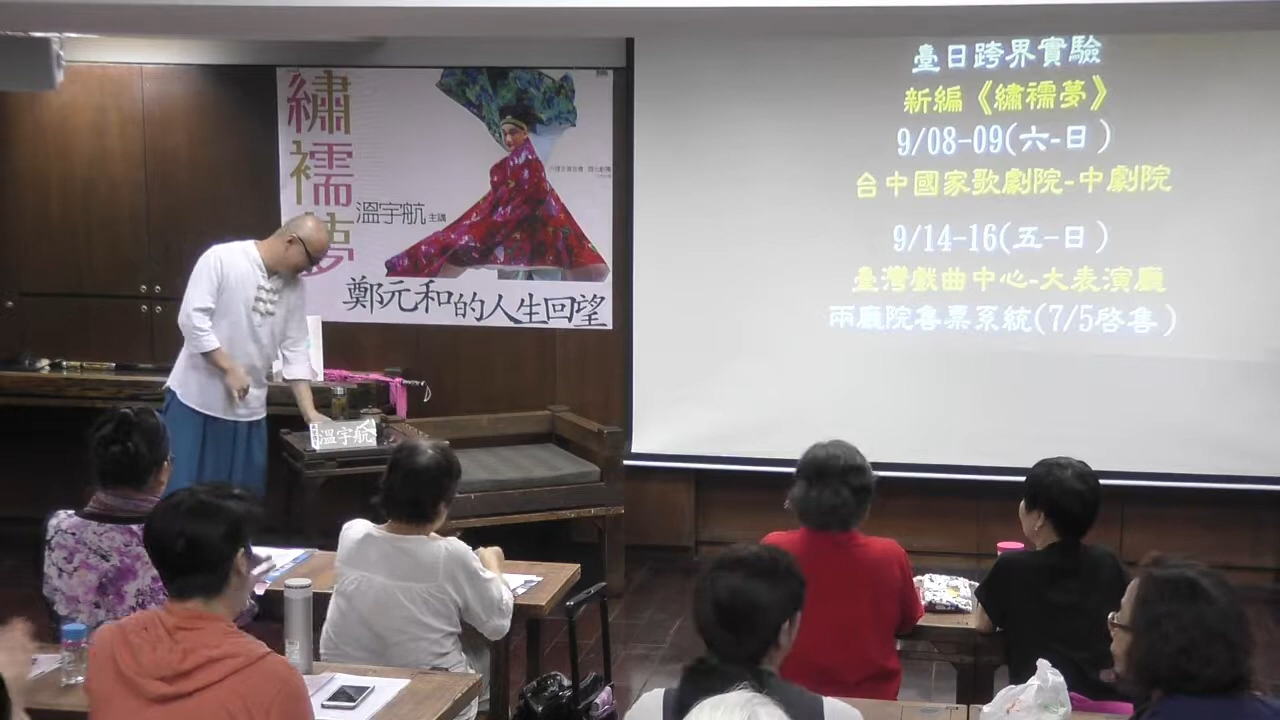 繡襦夢
溫宇航 主講
鄭元和的人生回望
溫宇航
臺日跨界實驗
新編《繡襦夢》
9/08-09(六-日)
台中國家歌劇院-中劇院
9/14-16(五-日)
臺灣戲曲中心-大表演廳
兩廳院售票系統(7/5啓售)